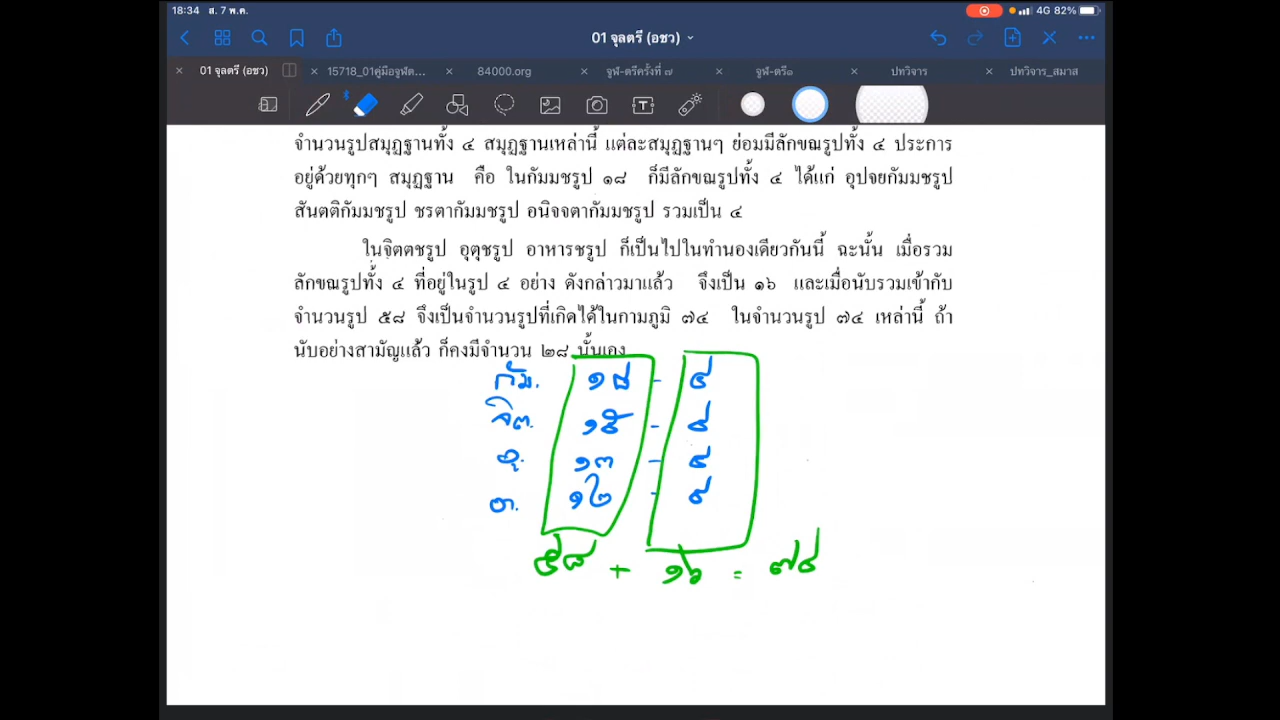 18:34 ส. 7 พ.ค. 4G 82%
01 จุลตรี (อชว)
01 จุลตรี (อชว) 15718_01คู่มือจูฬต... 84000.org จูฬ-ตรีครั้งที่ ๗ จูฬ-ตรี๑ ปทวิจาร ปทวิจาร_สมาส
จำนวนรูปสมุฏฐานทั้ง ๔ สมุฏฐานเหล่านี้ แต่ละสมุฏฐานๆ ย่อมมีลักขณรูปทั้ง ๔ ประการ
อยู่ด้วยทุกๆ สมุฏฐาน คือ ในกัมมชรูป ๑๘ ก็มีลักขณรูปทั้ง ๔ ได้แก่ อุปจยกัมมชรูป
สันตติกัมมชรูป ชรตากัมมชรูป อนิจจตากัมมชรูป รวมเป็น ๔
ในจิตตชรูป อุตุชรูป อาหารชรูป ก็เป็นไปในทำนองเดียวกันนี้ ฉะนั้น เมื่อรวม
ลักขณรูปทั้ง ๔ ที่อยู่ในรูป ๔ อย่าง ดังกล่าวมาแล้ว จึงเป็น ๑๖ และเมื่อนับรวมเข้ากับ
จำนวนรูป ๕๘ จึงเป็นจำนวนรูปที่เกิดได้ในกามภูมิ ๗๔ ในจำนวนรูป ๗๔ เหล่านี้ ถ้า
นับอย่างสามัญแล้ว ก็คงมีจำนวน ๒๘ นั้นเอง
กัม. ๑๘ - ๔
จิต. ๑๕ - ๔
อุ. ๑๓ - ๔
อา. ๑๒ - ๔
๕๘ + ๑๖ = ๗๔